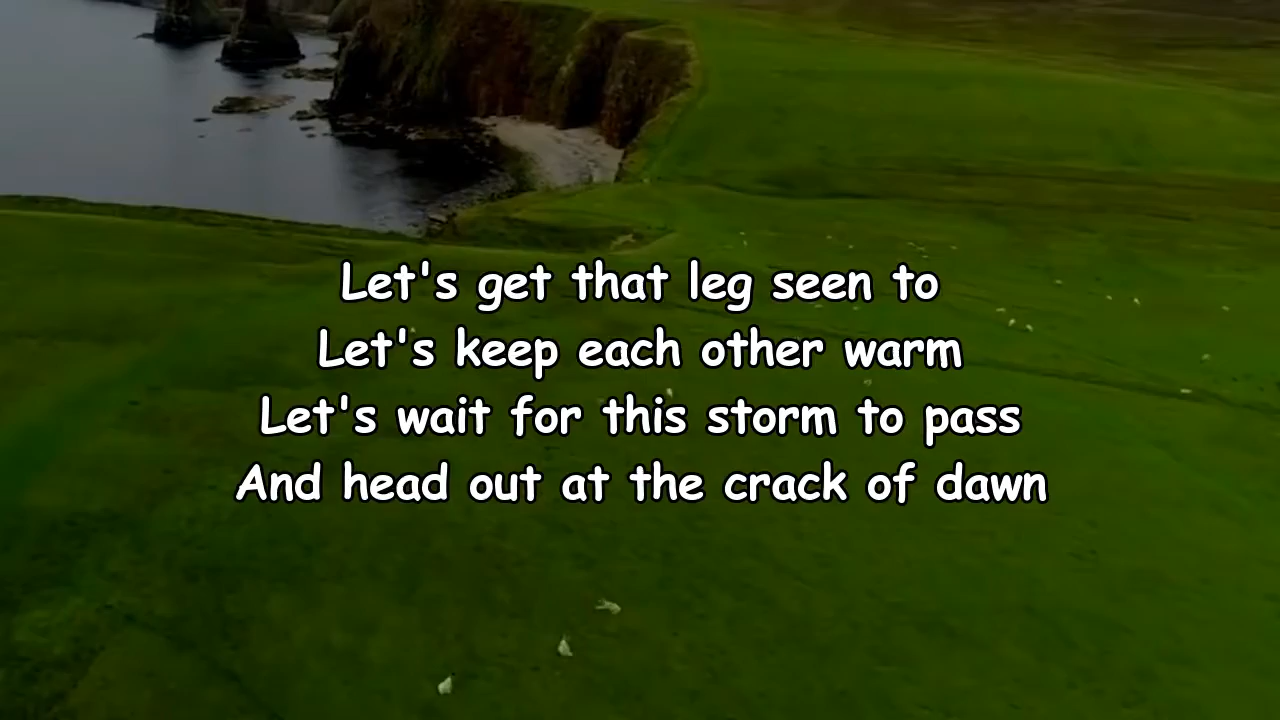 Let's get that leg seen to
Let's keep each other warm
Let's wait for this storm to pass
And head out at the crack of dawn